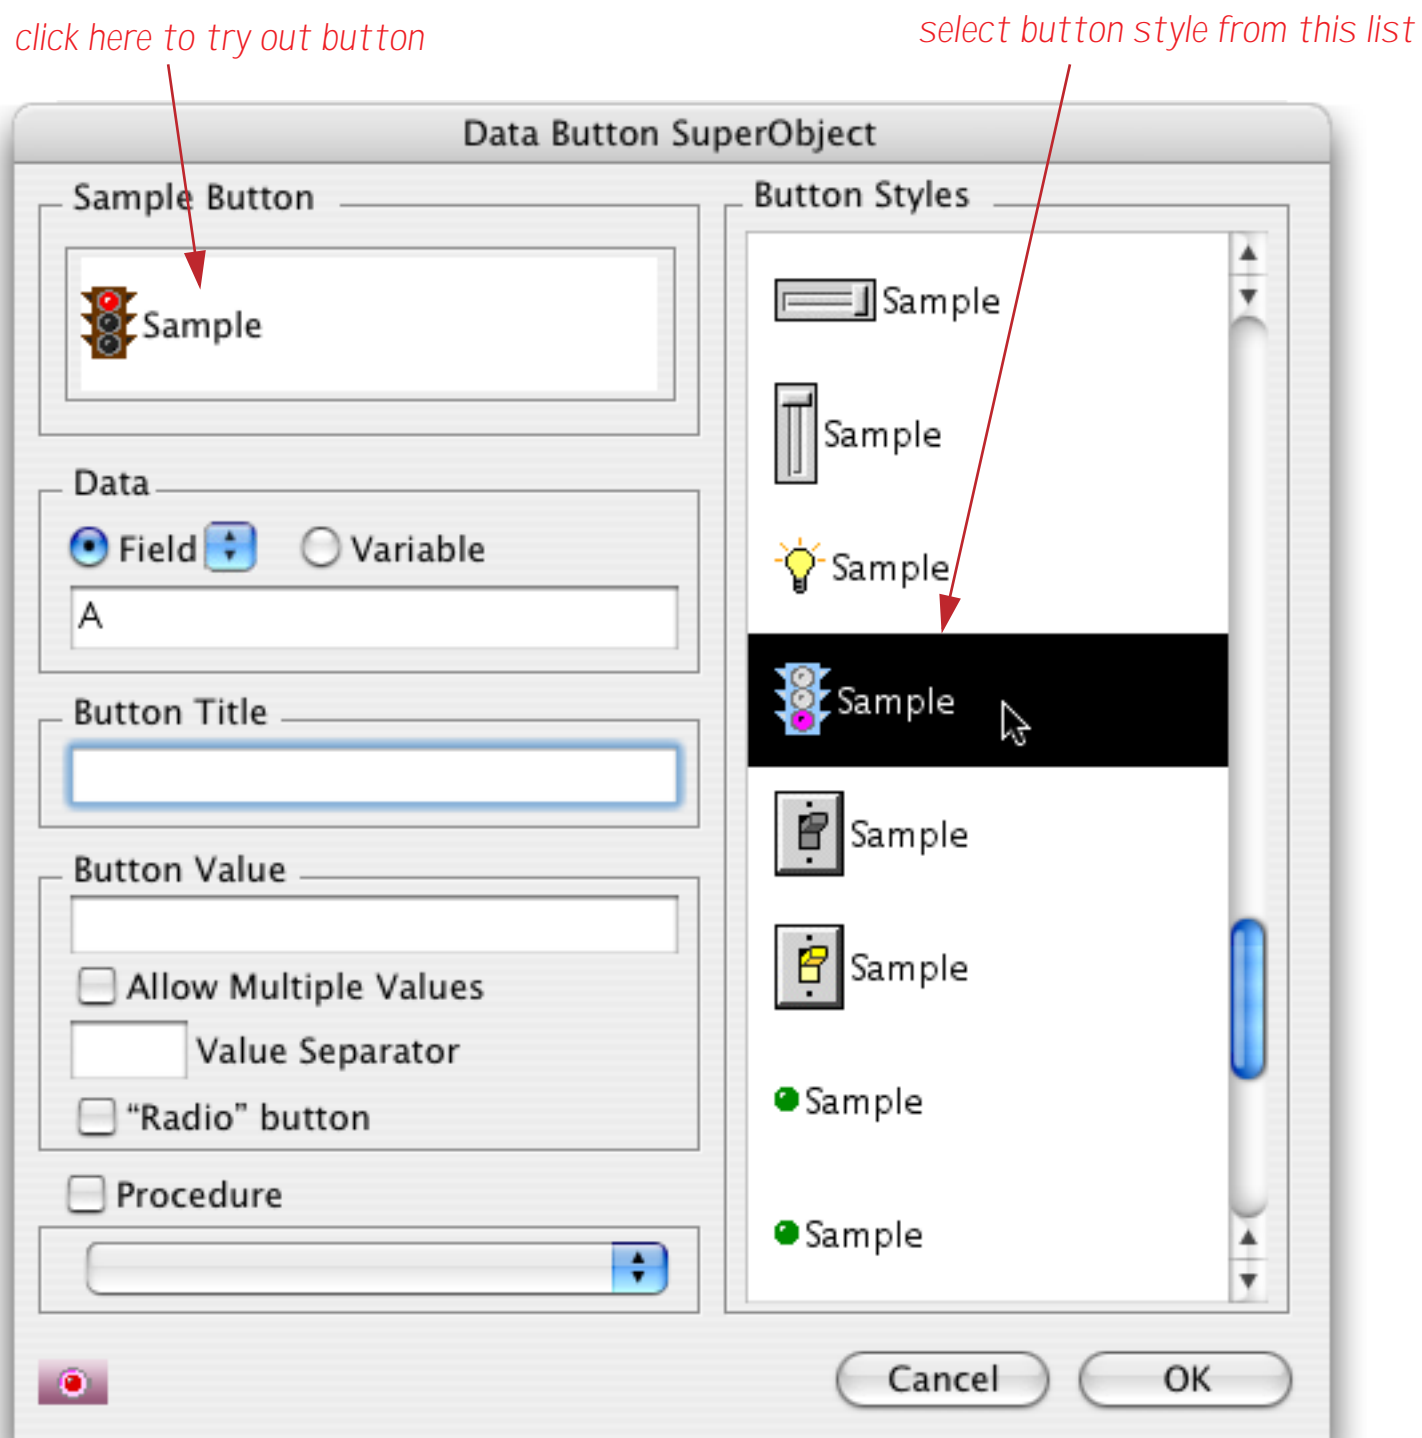 click here to try out button
select button style from this list
Data Button SuperObject
Sample Button
Sample
Data
Field
Variable
A
Button Title
Button Value
Allow Multiple Values
Value Separator
“Radio” button
Procedure
Button Styles
Sample
Sample
Sample
Sample
Sample
Sample
Sample
Sample
Cancel
OK